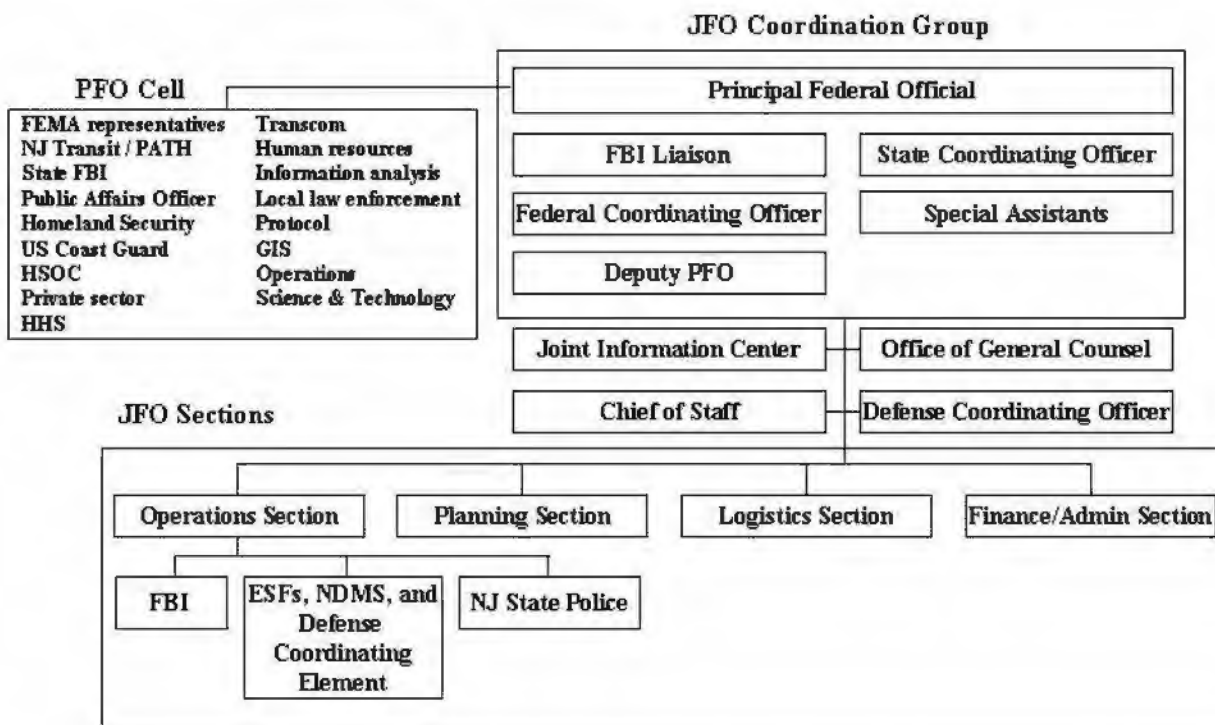 JFO Coordination Group
PFO Cell
Principal Federal Official
FEMA representatives
NJ Transit / PATH
State FBI
Public Affairs Officer
Homeland Security
US Coast Guard
HSOC
Private sector
HHS
Transcom
Human resources
Information analysis
Local law enforcement
Protocol
GIS
Operations
Science & Technology
FBI Liaison
State Coordinating Officer
Federal Coordinating Officer
Special Assistants
Deputy PFO
Joint Information Center
Office of General Counsel
Chief of Staff
Defense Coordinating Officer
JFO Sections
Operations Section
Planning Section
Logistics Section
Finance/Admin Section
FBI
ESFs, NDMS, and
Defense
Coordinating
Element
NJ State Police